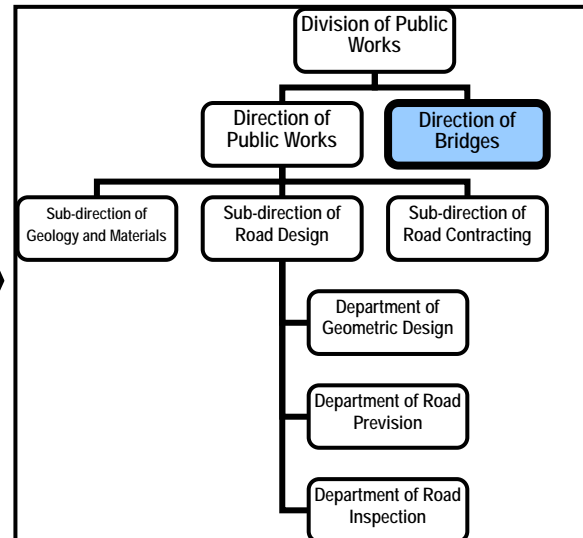 Division of Public
Works
Direction of
Public Works
Direction of
Bridges
Sub-direction of
Geology and Materials
Sub-direction of
Road Design
Sub-direction of
Road Contracting
Department of
Geometric Design
Department of Road
Prevision
Department of Road
Inspection